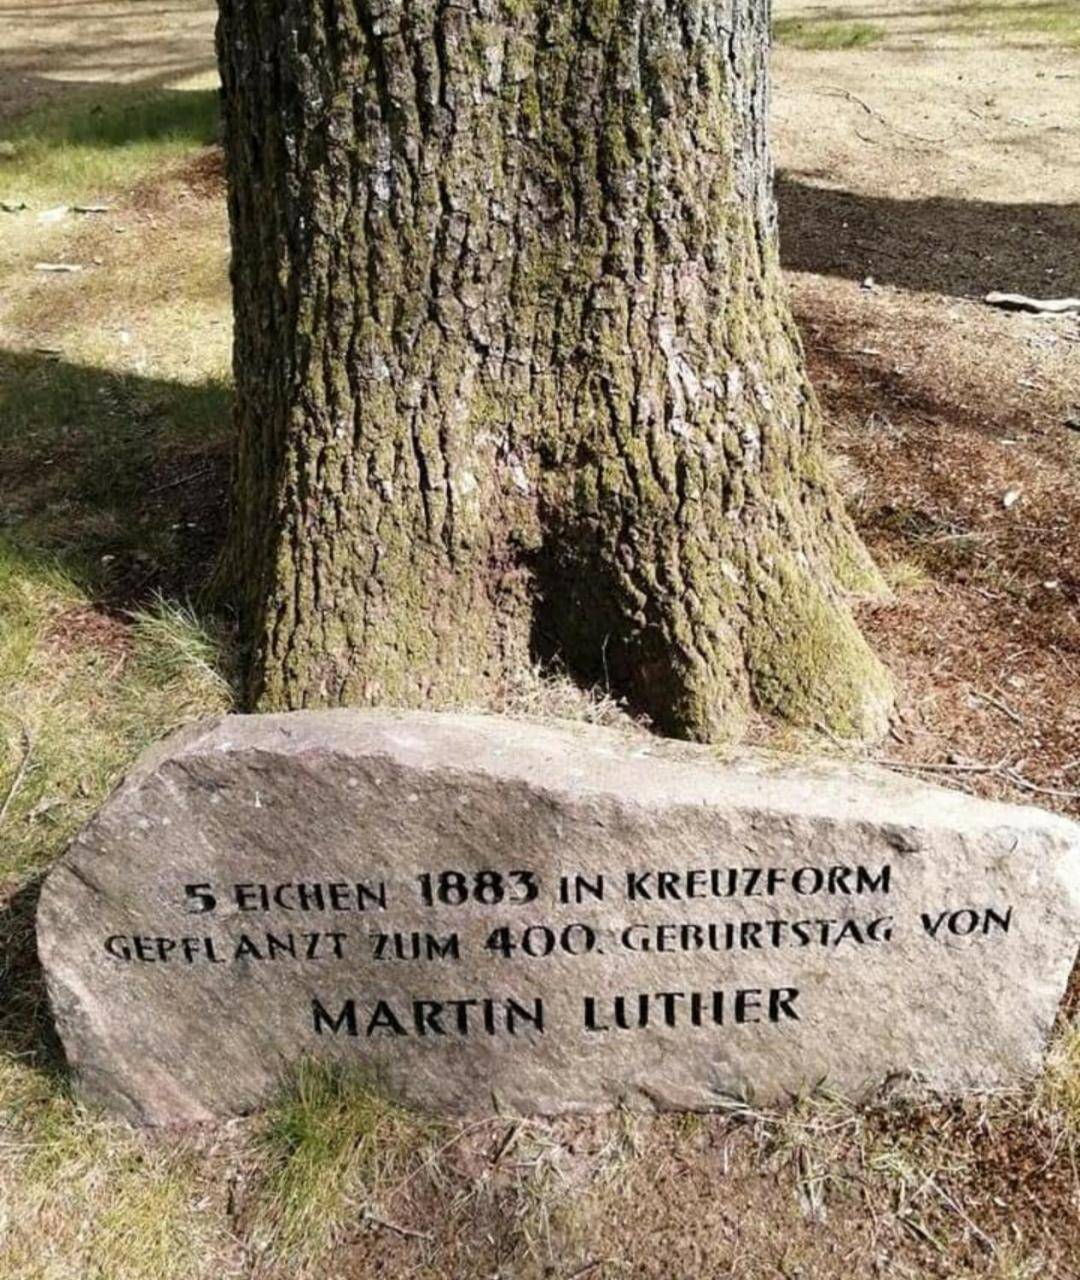 5 EICHEN 1883 IN KREUZFORM
GEPFLANZT ZUM 400. GEBURTSTAG VON
MARTIN LUTHER